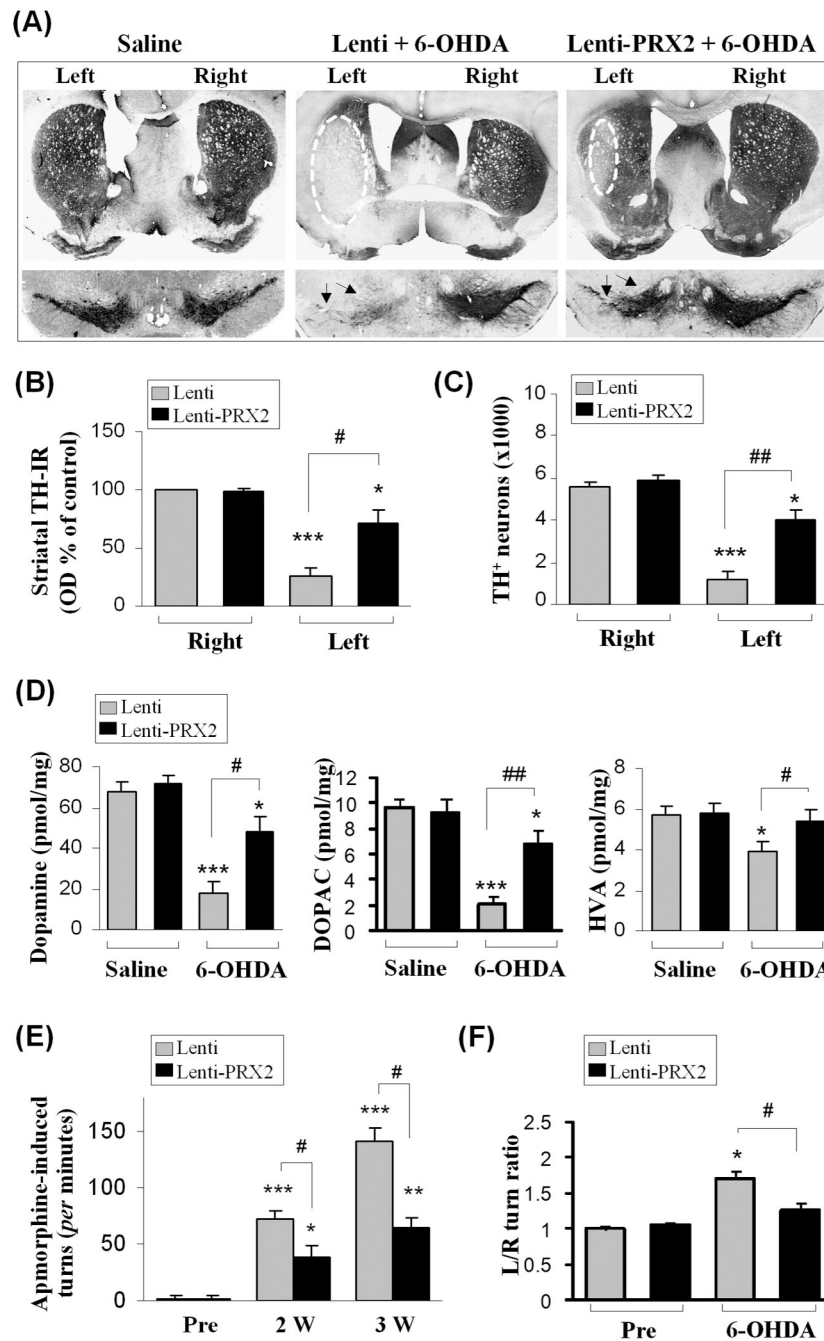 (A)
Saline Lenti + 6-OHDA Lenti-PRX2 + 6-OHDA
Left Right Left Right Left Right
(B)
Lenti
Lenti-PRX2
Striatal TH-IR
(OD % of control)
150
100
50
0
***
#
*
Right Left
(C)
Lenti
Lenti-PRX2
TH+ neurons (x1000)
10
8
6
4
2
0
***
##
*
Right Left
(D)
Lenti
Lenti-PRX2
Dopamine (pmol/mg)
80
60
40
20
0
***
#
*
Saline 6-OHDA
DOPAC (pmol/mg)
10
8
6
4
2
0
***
##
*
Saline 6-OHDA
HVA (pmol/mg)
8
6
4
2
0
*
#
Saline 6-OHDA
(E)
Lenti
Lenti-PRX2
Apmorphine-induced
turns (per minutes)
150
100
50
0
***
#
*
***
#
**
Pre 2 W 3 W
(F)
Lenti
Lenti-PRX2
L/R turn ratio
2.5
2
1.5
1
0.5
0
*
#
Pre 6-OHDA